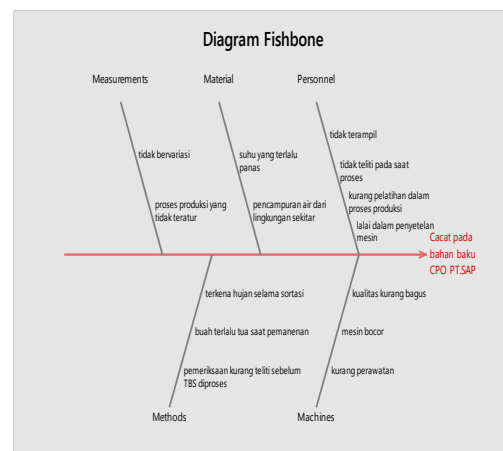 Diagram Fishbone
Measurements
Material
Personnel
tidak terampil
tidak bervariasi
suhu yang terlalu
panas
tidak teliti pada saat
proses
kurang pelatihan dalam
proses produksi
proses produksi yang
tidak teratur
pencampuran air dari
lingkungan sekitar
lalai dalam penyetelan
mesin
Cacat pada
bahan baku
CPO PT.SAP
terkena hujan selama sortasi
kualitas kurang bagus
buah terlalu tua saat pemanenan
mesin bocor
pemeriksaan kurang teliti sebelum
TBS diproses
kurang perawatan
Methods
Machines